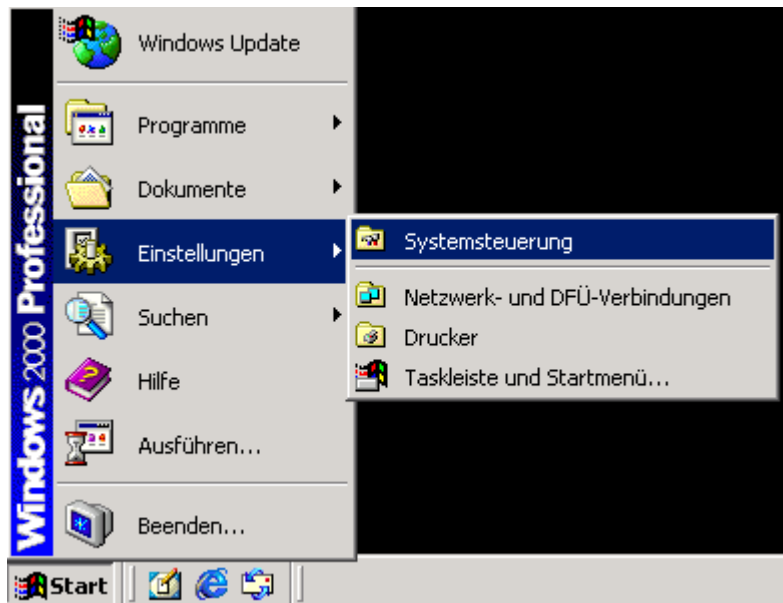 Windows 2000 Professional
Windows Update
Programme
Dokumente
Einstellungen
Suchen
Hilfe
Ausführen...
Beenden...
Systemsteuerung
Netzwerk- und DFÜ-Verbindungen
Drucker
Taskleiste und Startmenü...
Start